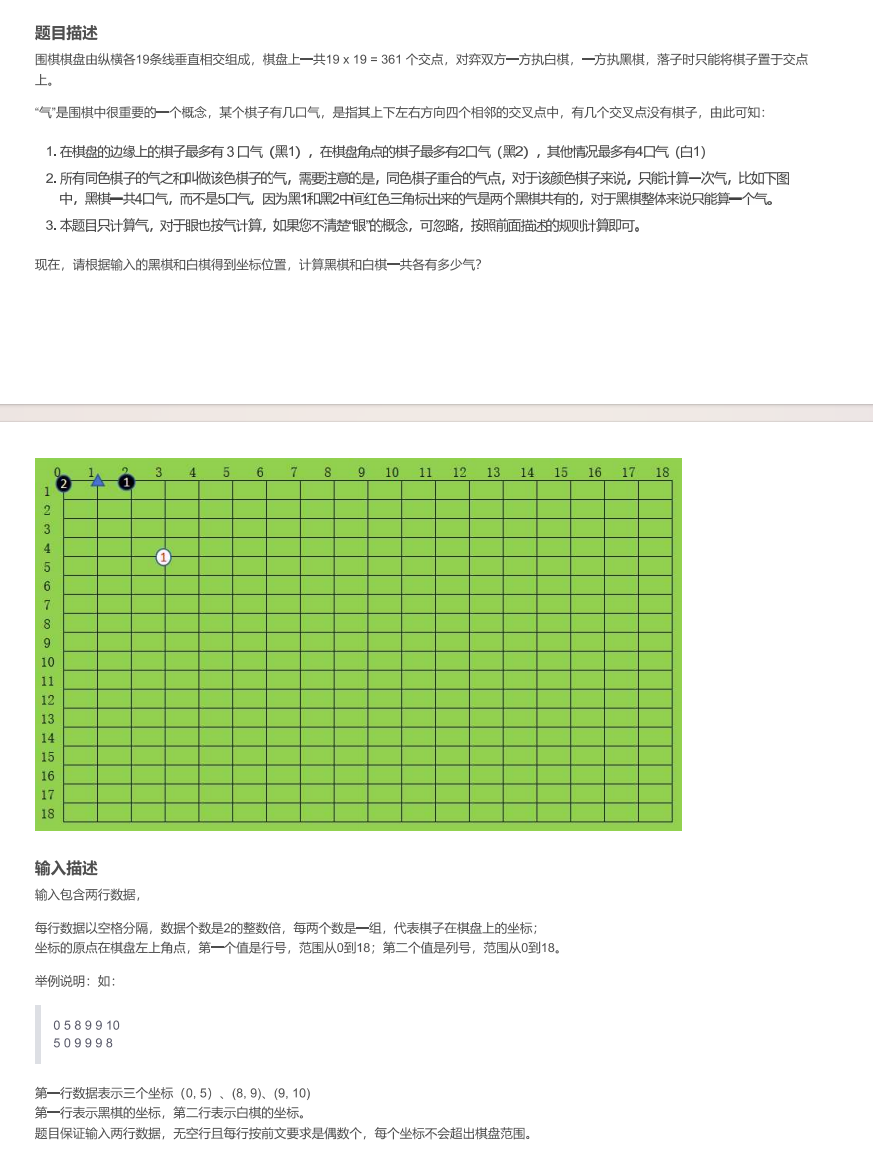 题目描述
围棋棋盘由纵横各19条线垂直相交组成，棋盘上一共19 x 19 = 361 个交点，对弈双方一方执白棋，一方执黑棋，落子时只能将棋子置于交点
上。
“气”是围棋中很重要的一个概念，某个棋子有几口气，是指其上下左右方向四个相邻的交叉点中，有几个交叉点没有棋子，由此可知：
1. 在棋盘的边缘上的棋子最多有 3 口气（黑1），在棋盘角点的棋子最多有2口气（黑2），其他情况最多有4口气（白1）
2. 所有同色棋子的气之和叫做该色棋子的气，需要注意的是，同色棋子重合的气点，对于该颜色棋子来说，只能计算一次气，比如下图
中，黑棋一共4口气，而不是5口气，因为黑1和黑2中间红色三角标出来的气是两个黑棋共有的，对于黑棋整体来说只能算一个气。
3. 本题目只计算气，对于眼也按气计算，如果您不清楚“眼”的概念，可忽略，按照前面描述的规则计算即可。
现在，请根据输入的黑棋和白棋得到坐标位置，计算黑棋和白棋一共各有多少气？
0 1 2 3 4 5 6 7 8 9 10 11 12 13 14 15 16 17 18
2 1
1
2
3
4
1
5
6
7
8
9
10
11
12
13
14
15
16
17
18
输入描述
输入包含两行数据，
每行数据以空格分隔，数据个数是2的整数倍，每两个数是一组，代表棋子在棋盘上的坐标；
坐标的原点在棋盘左上角点，第一个值是行号，范围从0到18；第二个值是列号，范围从0到18。
举例说明：如：
0 5 8 9 9 10
5 0 9 9 9 8
第一行数据表示三个坐标（0, 5）、(8, 9)、(9, 10)
第一行表示黑棋的坐标，第二行表示白棋的坐标。
题目保证输入两行数据，无空行且每行按前文要求是偶数个，每个坐标不会超出棋盘范围。